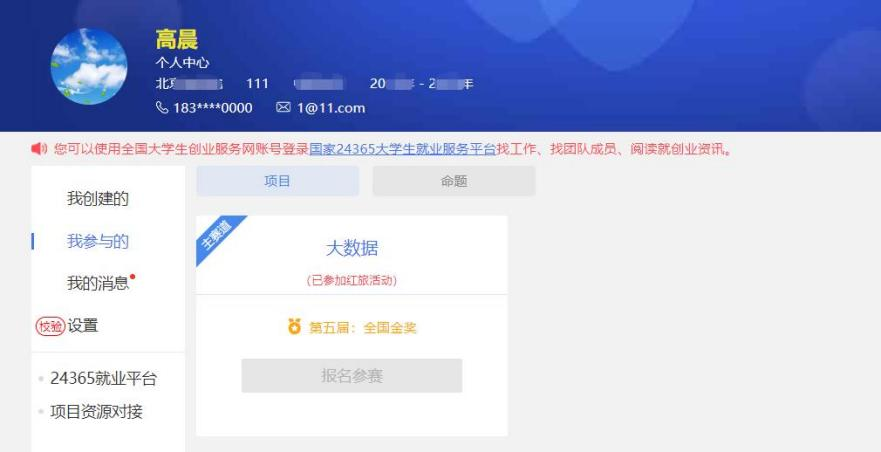 高晨
个人中心
北 111 20 - 2 年
183****0000 1@11.com
您可以使用全国大学生创业服务网账号登录国家24365大学生就业服务平台找工作、找团队成员、阅读就创业资讯。
项目 命题
我创建的
主赛道
我参与的
大数据
我的消息
(已参加红旅活动)
校验 设置
第五届：全国金奖
报名参赛
24365就业平台
项目资源对接